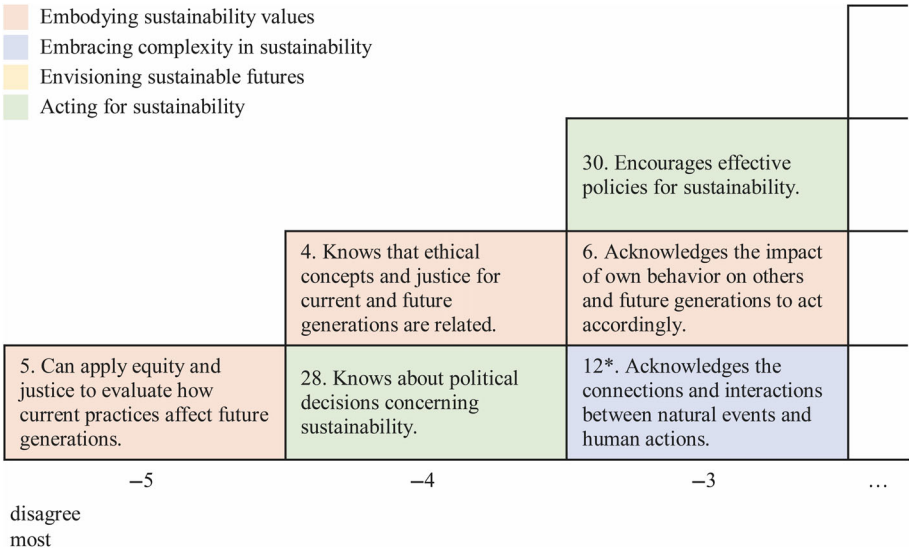 Embodying sustainability values
Embracing complexity in sustainability
Envisioning sustainable futures
Acting for sustainability
30. Encourages effective
policies for sustainability.
4. Knows that ethical
concepts and justice for
current and future
generations are related.
6. Acknowledges the impact
of own behavior on others
and future generations to act
accordingly.
5. Can apply equity and
justice to evaluate how
current practices affect future
generations.
28. Knows about political
decisions concerning
sustainability.
12*. Acknowledges the
connections and interactions
between natural events and
human actions.
−5
−4
−3
…
disagree
most